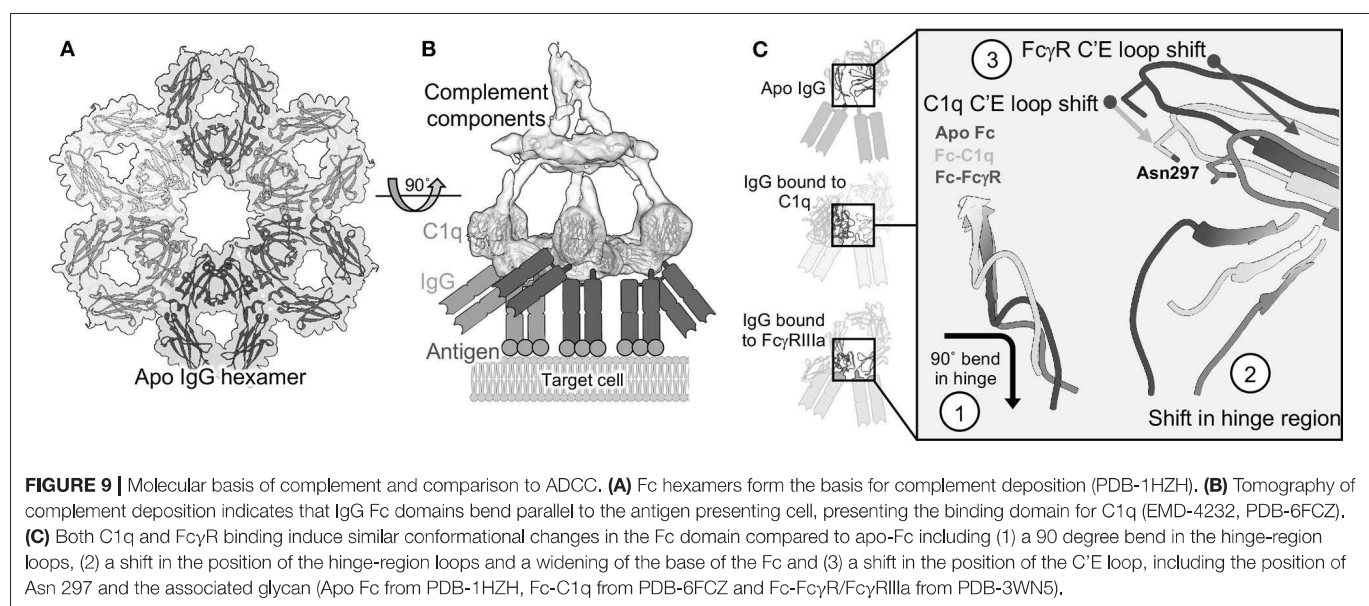 A
Apo IgG hexamer
90°
B
Complement
components
C1q
IgG
Antigen
Target cell
C
Apo IgG
IgG bound to
C1q
IgG bound
to FcγRIIIa
3
FcγR C'E loop shift
C1q C'E loop shift
Apo Fc
Fc-C1q
Fc-FcγR
Asn297
90° bend
in hinge
1
2
Shift in hinge region
FIGURE 9 | Molecular basis of complement and comparison to ADCC. (A) Fc hexamers form the basis for complement deposition (PDB-1HZH). (B) Tomography of
complement deposition indicates that IgG Fc domains bend parallel to the antigen presenting cell, presenting the binding domain for C1q (EMD-4232, PDB-6FCZ).
(C) Both C1q and FcγR binding induce similar conformational changes in the Fc domain compared to apo-Fc including (1) a 90 degree bend in the hinge-region
loops, (2) a shift in the position of the hinge-region loops and a widening of the base of the Fc and (3) a shift in the position of the C'E loop, including the position of
Asn 297 and the associated glycan (Apo Fc from PDB-1HZH, Fc-C1q from PDB-6FCZ and Fc-FcγR/FcγRIIIa from PDB-3WN5).